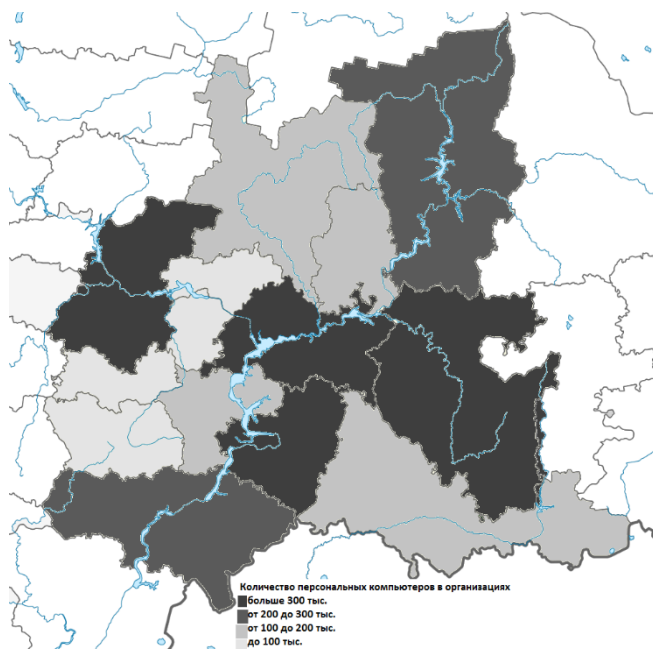 Количество персональных компьютеров в организациях
больше 300 тыс.
от 200 до 300 тыс.
от 100 до 200 тыс.
до 100 тыс.